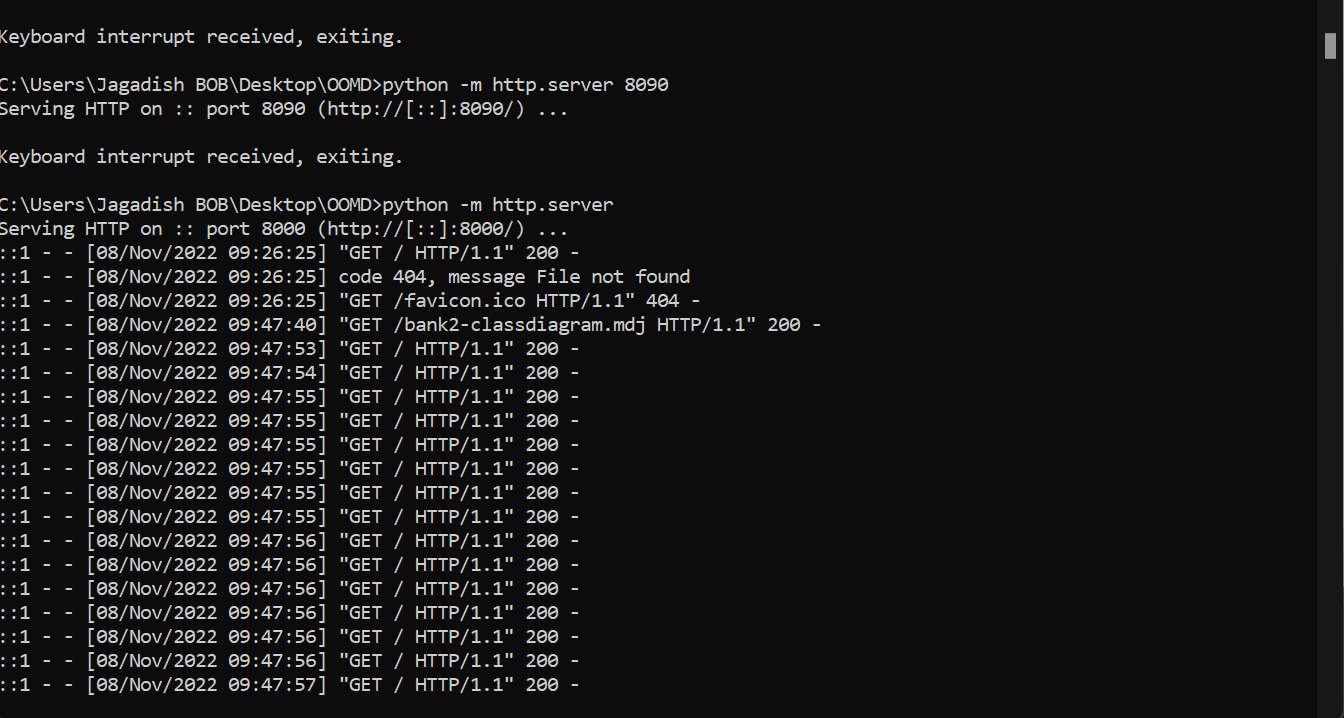 Keyboard interrupt received, exiting.
C:\Users\Jagadish BOB\Desktop\OOMD>python -m http.server 8090
Serving HTTP on :: port 8090 (http://[::]:8090/) ...
Keyboard interrupt received, exiting.
C:\Users\Jagadish BOB\Desktop\OOMD>python -m http.server
Serving HTTP on :: port 8000 (http://[::]:8000/) ...
::1 - - [08/Nov/2022 09:26:25] "GET / HTTP/1.1" 200 -
::1 - - [08/Nov/2022 09:26:25] code 404, message File not found
::1 - - [08/Nov/2022 09:26:25] "GET /favicon.ico HTTP/1.1" 404 -
::1 - - [08/Nov/2022 09:47:40] "GET /bank2-classdiagram.mdj HTTP/1.1" 200 -
::1 - - [08/Nov/2022 09:47:53] "GET / HTTP/1.1" 200 -
::1 - - [08/Nov/2022 09:47:54] "GET / HTTP/1.1" 200 -
::1 - - [08/Nov/2022 09:47:55] "GET / HTTP/1.1" 200 -
::1 - - [08/Nov/2022 09:47:55] "GET / HTTP/1.1" 200 -
::1 - - [08/Nov/2022 09:47:55] "GET / HTTP/1.1" 200 -
::1 - - [08/Nov/2022 09:47:55] "GET / HTTP/1.1" 200 -
::1 - - [08/Nov/2022 09:47:55] "GET / HTTP/1.1" 200 -
::1 - - [08/Nov/2022 09:47:55] "GET / HTTP/1.1" 200 -
::1 - - [08/Nov/2022 09:47:56] "GET / HTTP/1.1" 200 -
::1 - - [08/Nov/2022 09:47:56] "GET / HTTP/1.1" 200 -
::1 - - [08/Nov/2022 09:47:56] "GET / HTTP/1.1" 200 -
::1 - - [08/Nov/2022 09:47:56] "GET / HTTP/1.1" 200 -
::1 - - [08/Nov/2022 09:47:56] "GET / HTTP/1.1" 200 -
::1 - - [08/Nov/2022 09:47:56] "GET / HTTP/1.1" 200 -
::1 - - [08/Nov/2022 09:47:57] "GET / HTTP/1.1" 200 -